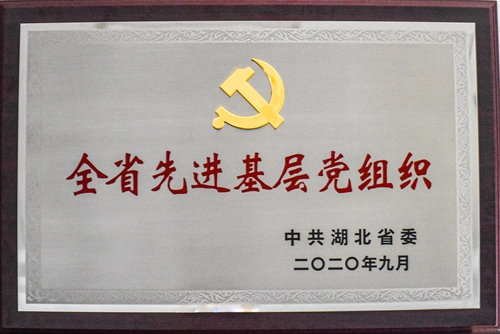 全省先进基层党组织
中共湖北省委
二〇二〇年九月